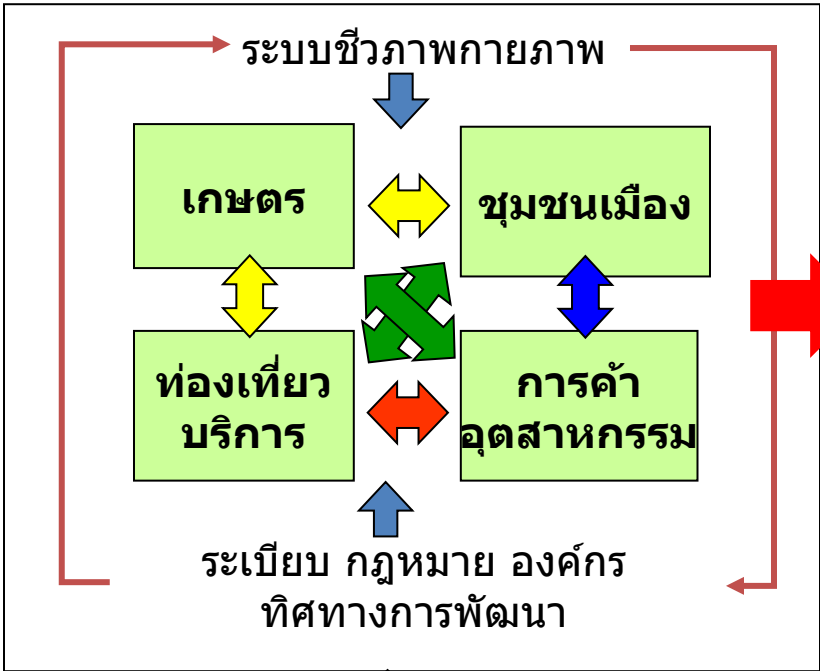 ระบบชีวภาพกายภาพ
เกษตร
ชุมชนเมือง
ท่องเที่ยว
บริการ
การค้า
อุตสาหกรรม
ระเบียบ กฎหมาย องค์กร
ทิศทางการพัฒนา